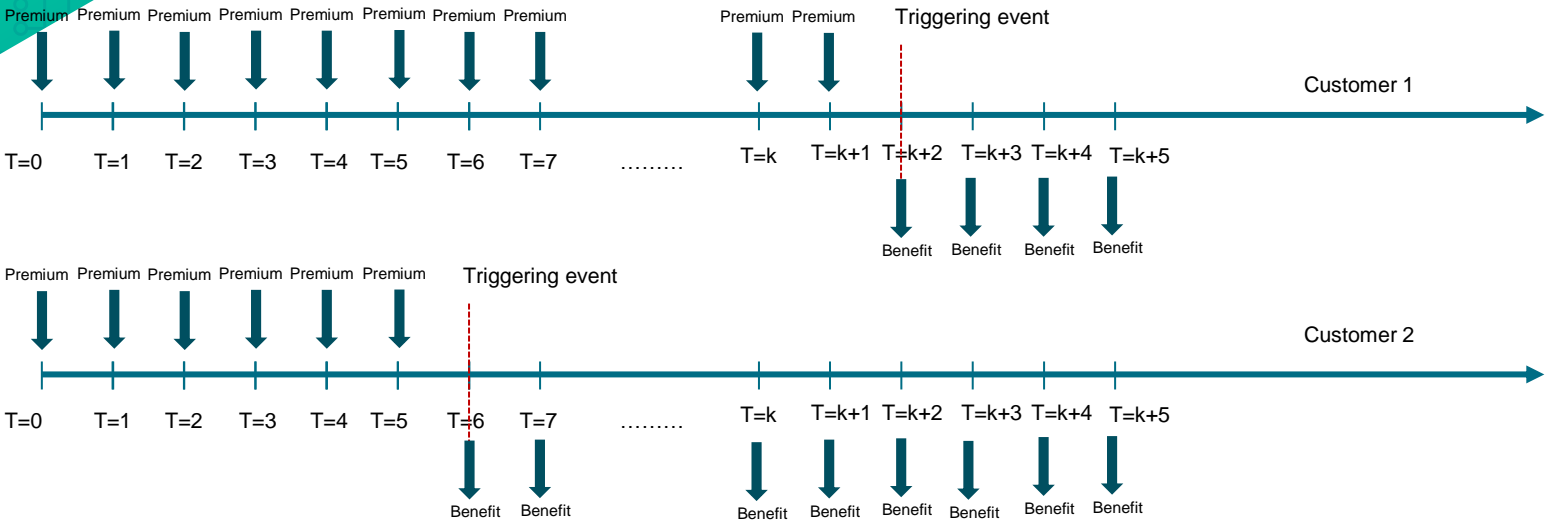 Premium Premium Premium Premium Premium Premium Premium Premium Premium Premium Triggering event
Customer 1
T=0 T=1 T=2 T=3 T=4 T=5 T=6 T=7 ......... T=k T=k+1 T=k+2 T=k+3 T=k+4 T=k+5
Benefit Benefit Benefit Benefit
Premium Premium Premium Premium Premium Premium Triggering event
Customer 2
T=0 T=1 T=2 T=3 T=4 T=5 T=6 T=7 ......... T=k T=k+1 T=k+2 T=k+3 T=k+4 T=k+5
Benefit Benefit Benefit Benefit Benefit Benefit Benefit Benefit